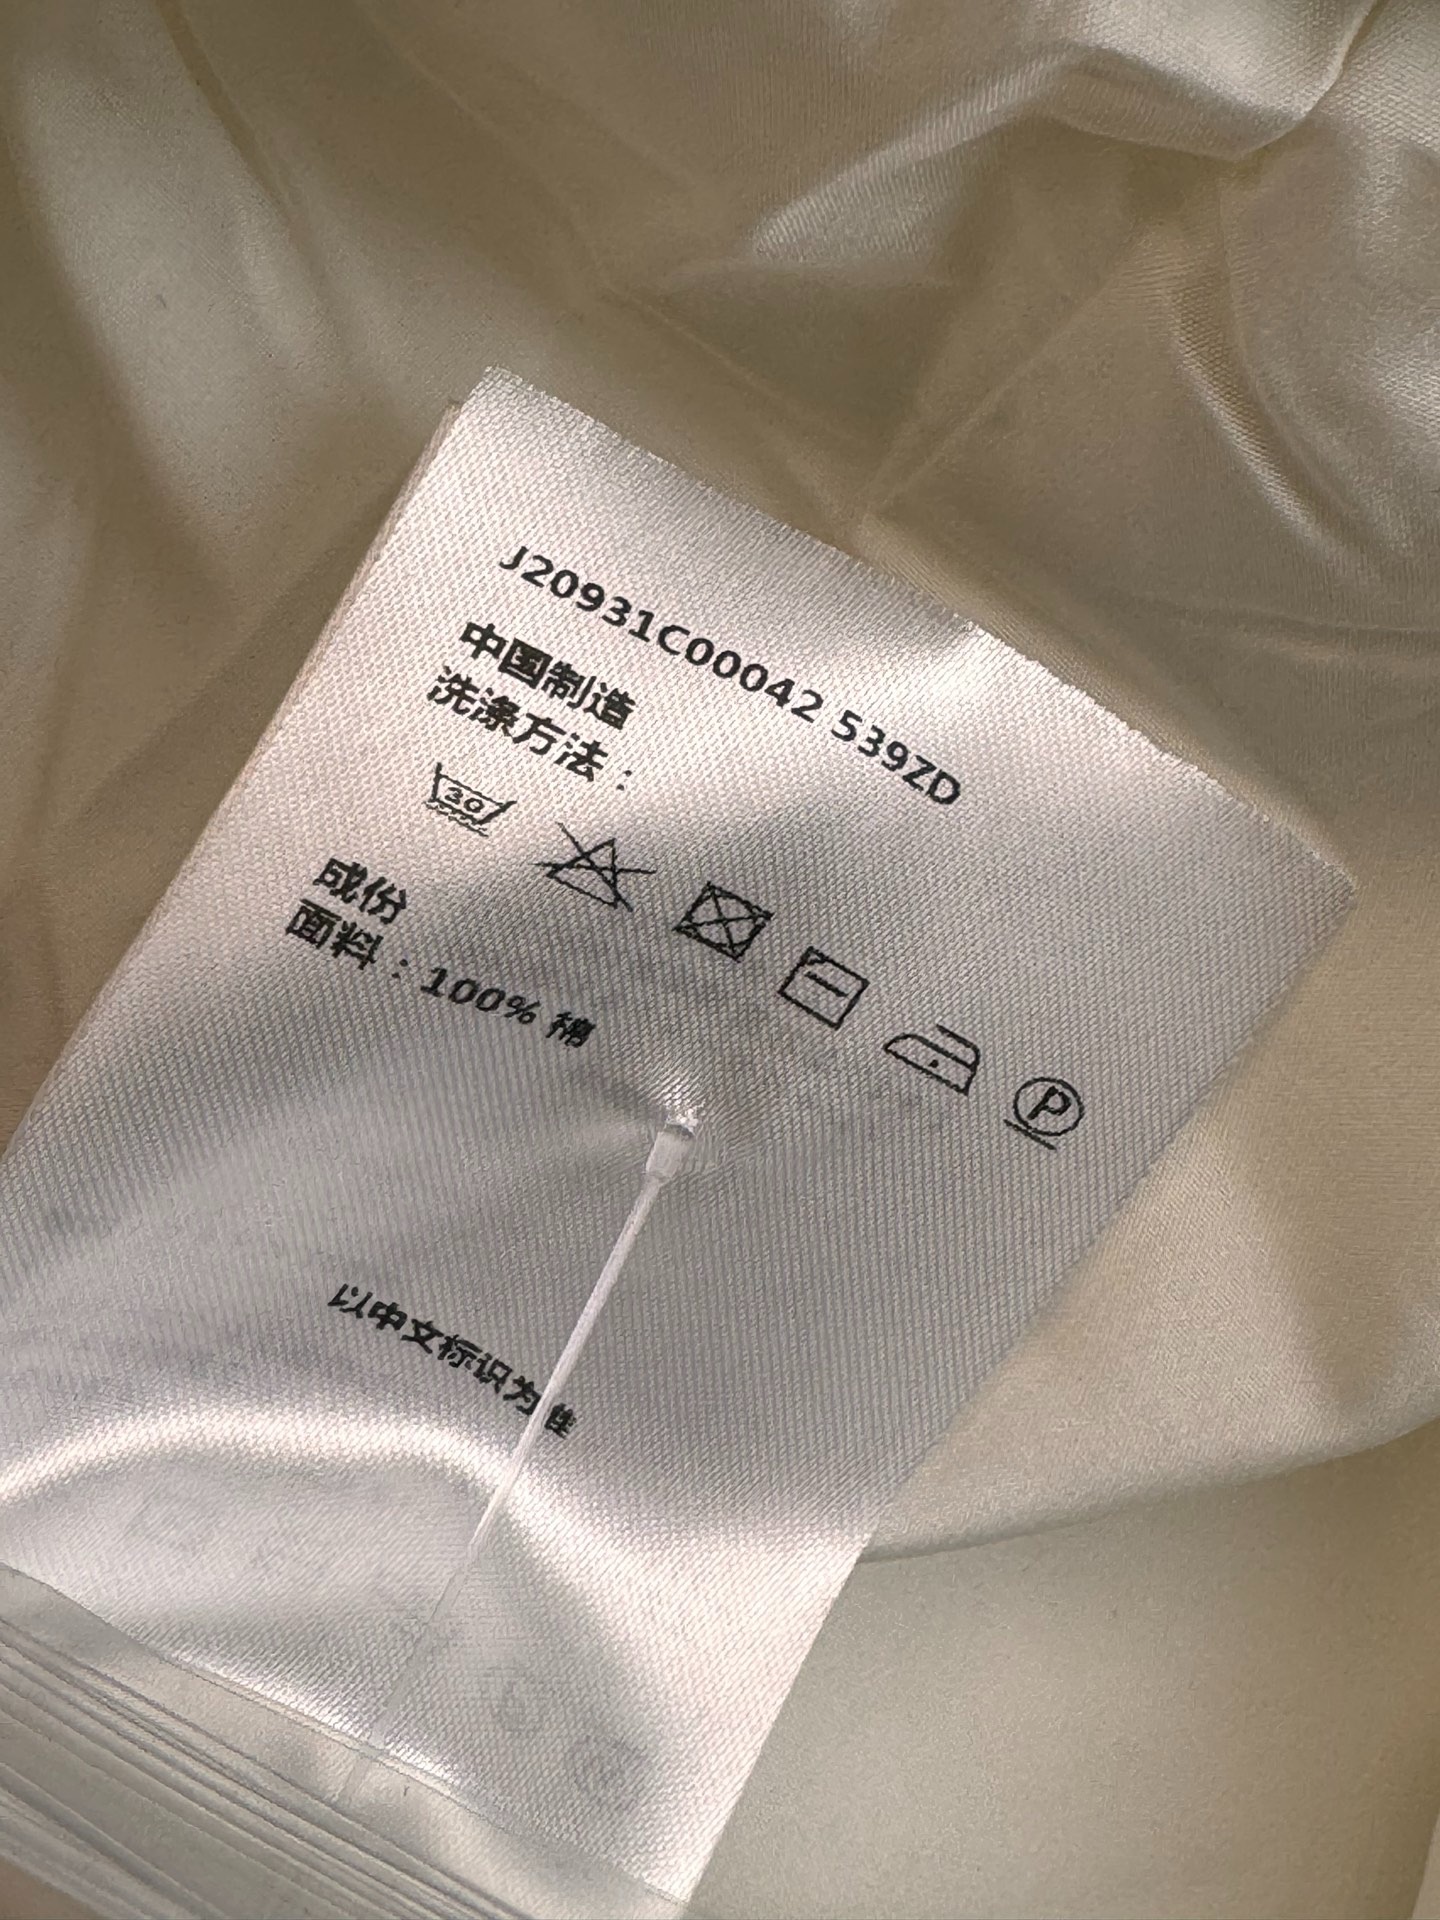 J20931C00042 539ZD
中国制造
洗涤方法：
30
P
成份
面料：100% 棉
以中文标识为准